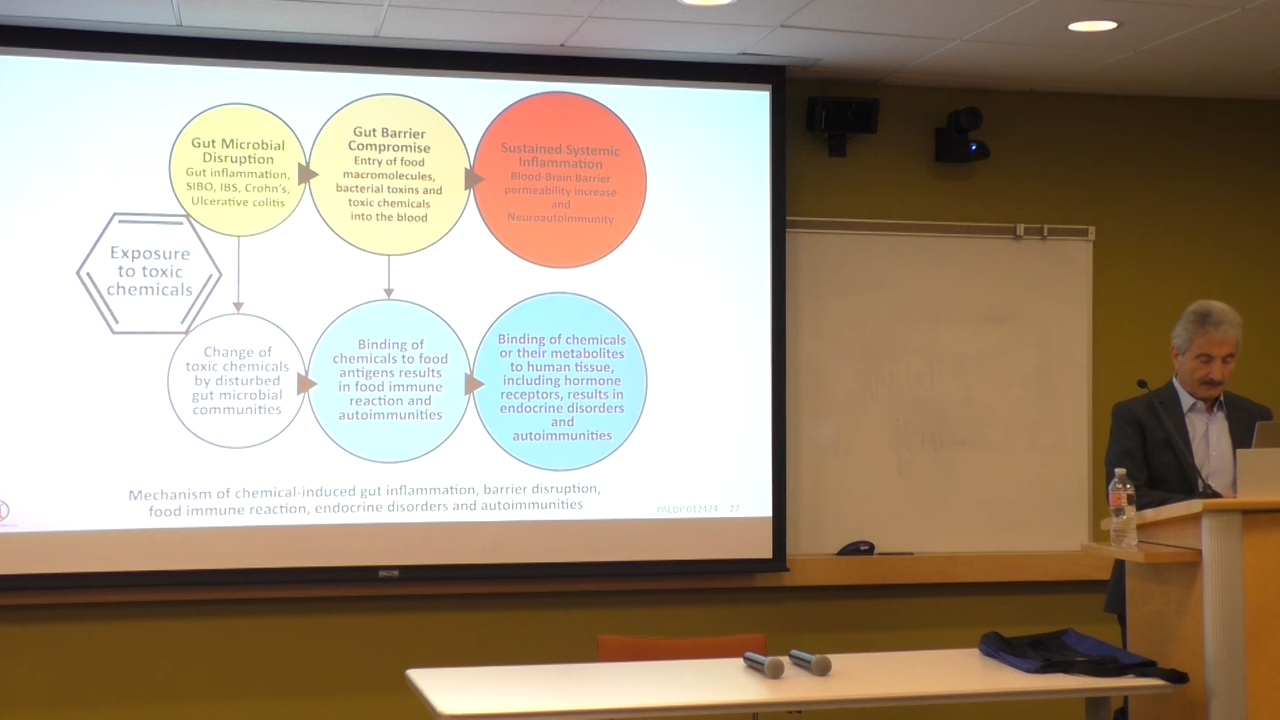 Gut Microbial
Disruption
Gut inflammation,
SIBO, IBS, Crohn's,
Ulcerative colitis
Gut Barrier
Compromise
Entry of food
macromolecules,
bacterial toxins and
toxic chemicals
into the blood
Sustained Systemic
Inflammation
Blood-Brain Barrier
permeability increase
and
Neuroautoimmunity
Exposure
to toxic
chemicals
Change of
toxic chemicals
by disturbed
gut microbial
communities
Binding of
chemicals to food
antigens results
in food immune
reaction and
autoimmunities
Binding of chemicals
or their metabolites
to human tissue,
including hormone
receptors, results in
endocrine disorders
and
autoimmunities
Mechanism of chemical-induced gut inflammation, barrier disruption,
food immune reaction, endocrine disorders and autoimmunities
012424 27